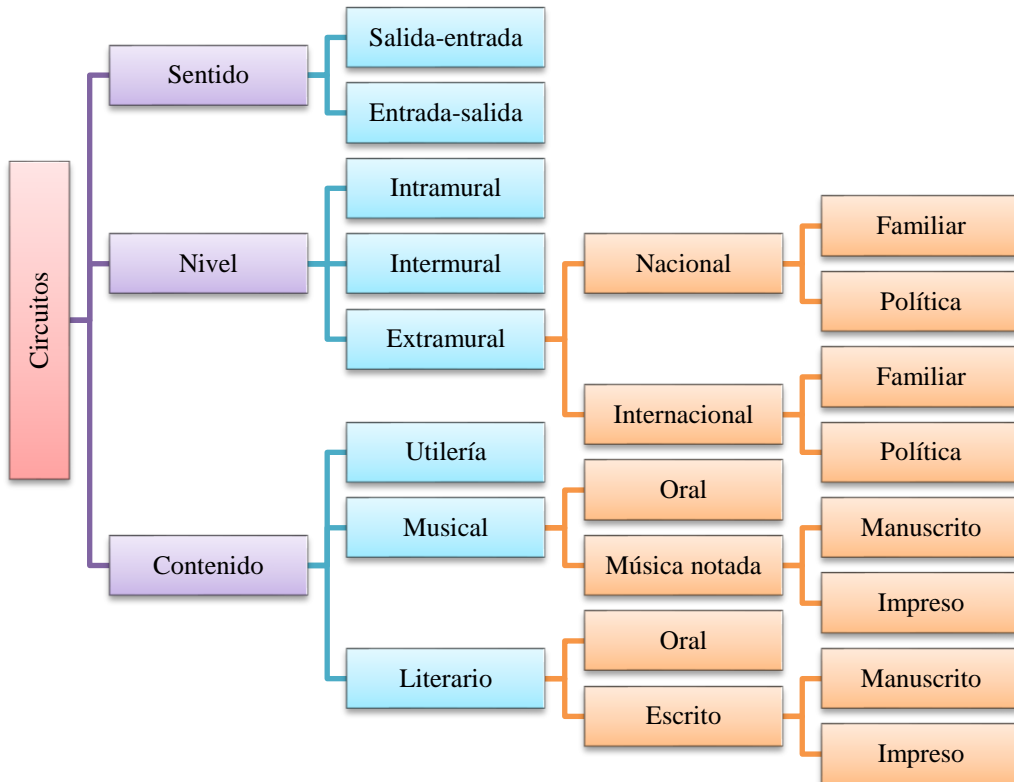 Circuitos
Sentido
Salida-entrada
Entrada-salida
Nivel
Intramural
Intermural
Extramural
Nacional
Familiar
Política
Internacional
Familiar
Política
Contenido
Utilería
Musical
Oral
Música notada
Manuscrito
Impreso
Literario
Oral
Escrito
Manuscrito
Impreso